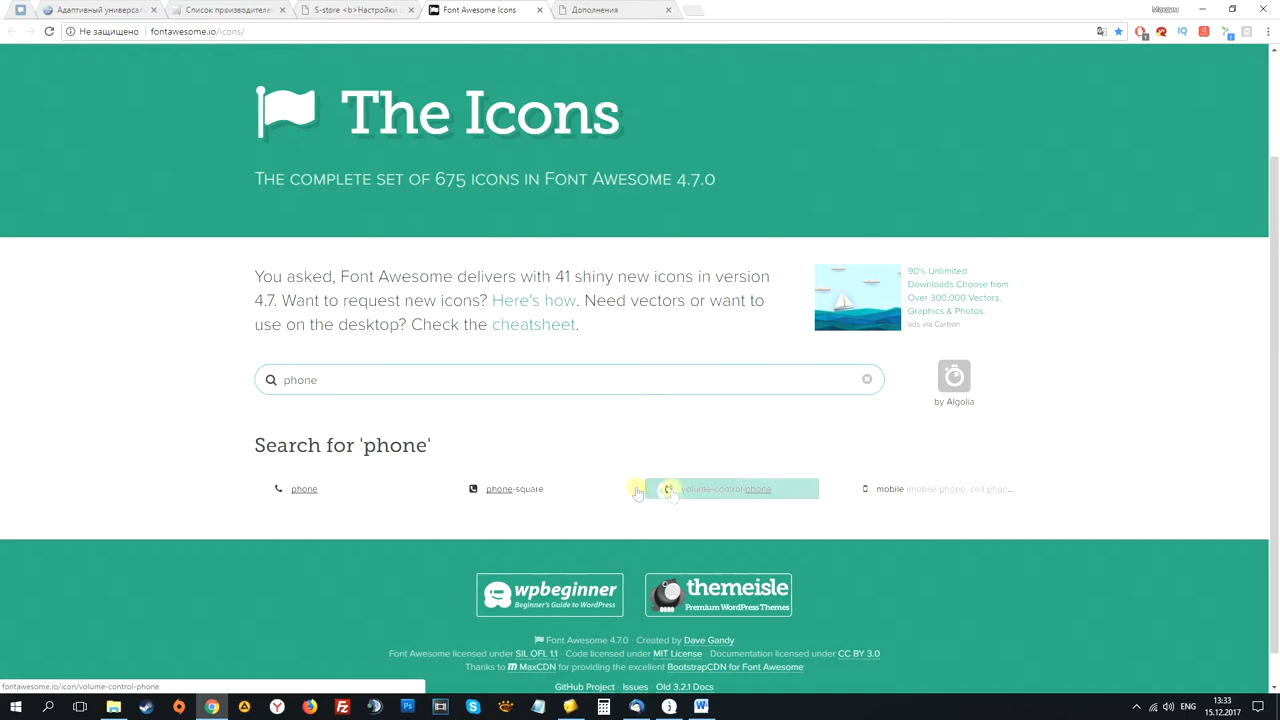 Адаптивный универсаль
Список производителей
S-store <b>Настройки
Font Awesome Icons
Дополнения
Не защищено
fontawesome.io/icons/
The Icons
The complete set of 675 icons in Font Awesome 4.7.0
You asked, Font Awesome delivers with 41 shiny new icons in version
4.7. Want to request new icons? Here's how. Need vectors or want to
use on the desktop? Check the cheatsheet.
90% Unlimited
Downloads Choose from
Over 300,000 Vectors,
Graphics & Photos.
ads via Carbon
phone
by Algolia
Search for 'phone'
phone
phone-square
volume-control-phone
mobile (mobile-phone, cell phon...
wpbeginner
Beginner's Guide to WordPress
themeisle
Premium WordPress Themes
Font Awesome 4.7.0 · Created by Dave Gandy
Font Awesome licensed under SIL OFL 1.1 · Code licensed under MIT License · Documentation licensed under CC BY 3.0
Thanks to MaxCDN for providing the excellent BootstrapCDN for Font Awesome
GitHub Project · Issues · Old 3.2.1 Docs
fontawesome.io/icon/volume-control-phone
ENG
13:33
15.12.2017